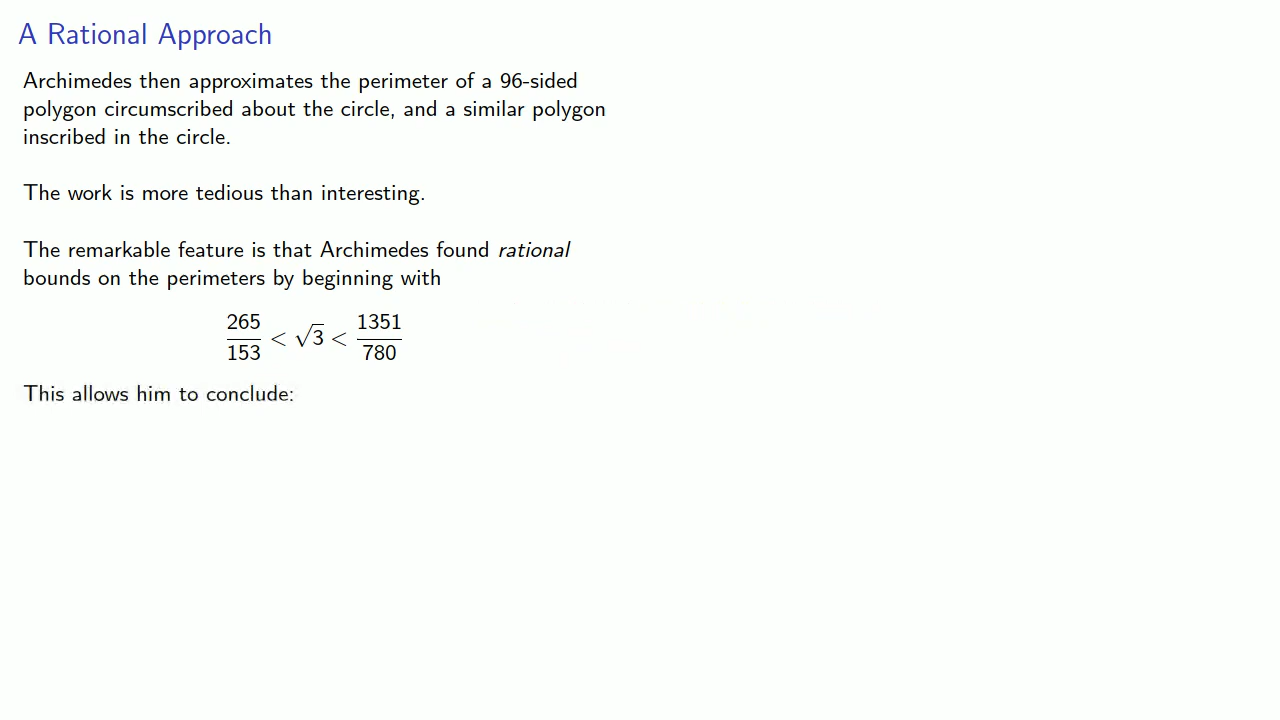 A Rational Approach
Archimedes then approximates the perimeter of a 96-sided
polygon circumscribed about the circle, and a similar polygon
inscribed in the circle.
The work is more tedious than interesting.
The remarkable feature is that Archimedes found rational
bounds on the perimeters by beginning with
265/153 < √3 < 1351/780
This allows him to conclude: